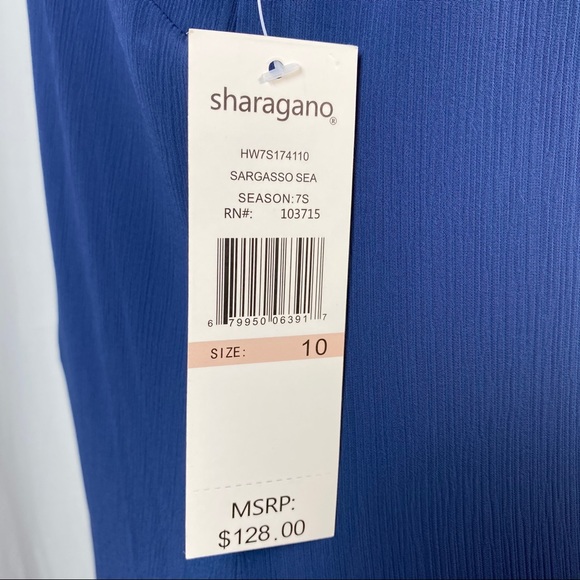 sharagano®
HW7S174110
SARGASSO SEA
SEASON:7S
RN#: 103715
6 79950 06391 7
SIZE: 10
MSRP:
$128.00